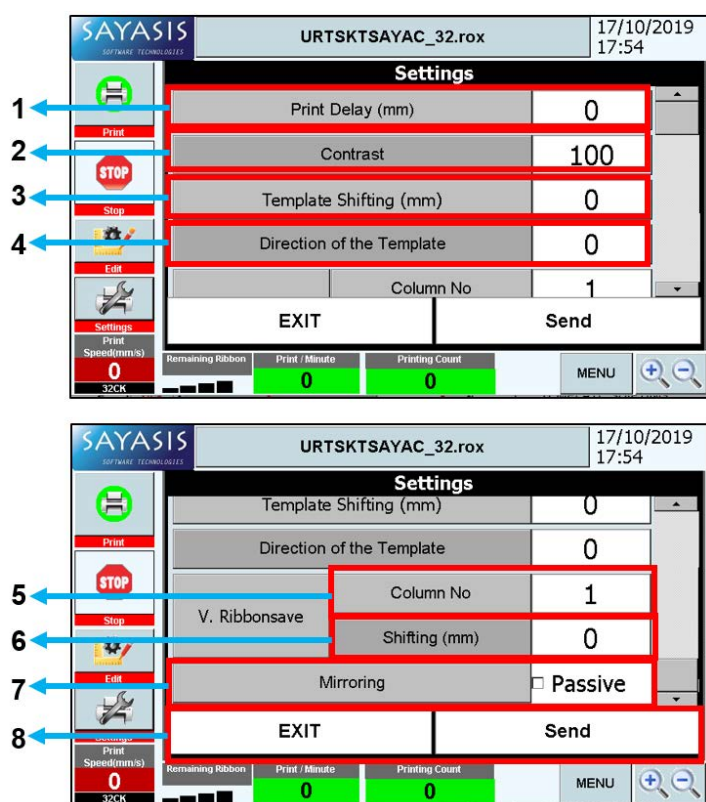 SAYASIS
SOFTWARE TECHNOLOGIES
URTSKTSAYAC_32.rox
17/10/2019
17:54
Settings
1
Print Delay (mm)
0
Print
2
Contrast
100
STOP
3
Template Shifting (mm)
0
Stop
4
Direction of the Template
0
Edit
Column No
1
Settings
EXIT
Send
Print
Speed(mm/s)
0
32CK
Remaining Ribbon
Print / Minute
0
Printing Count
0
MENU
SAYASIS
SOFTWARE TECHNOLOGIES
URTSKTSAYAC_32.rox
17/10/2019
17:54
Settings
Template Shifting (mm)
0
Print
Direction of the Template
0
STOP
5
Column No
1
V. Ribbonsave
Stop
6
Shifting (mm)
0
7
Mirroring
Passive
Edit
8
EXIT
Send
Settings
Print
Speed(mm/s)
0
32CK
Remaining Ribbon
Print / Minute
0
Printing Count
0
MENU